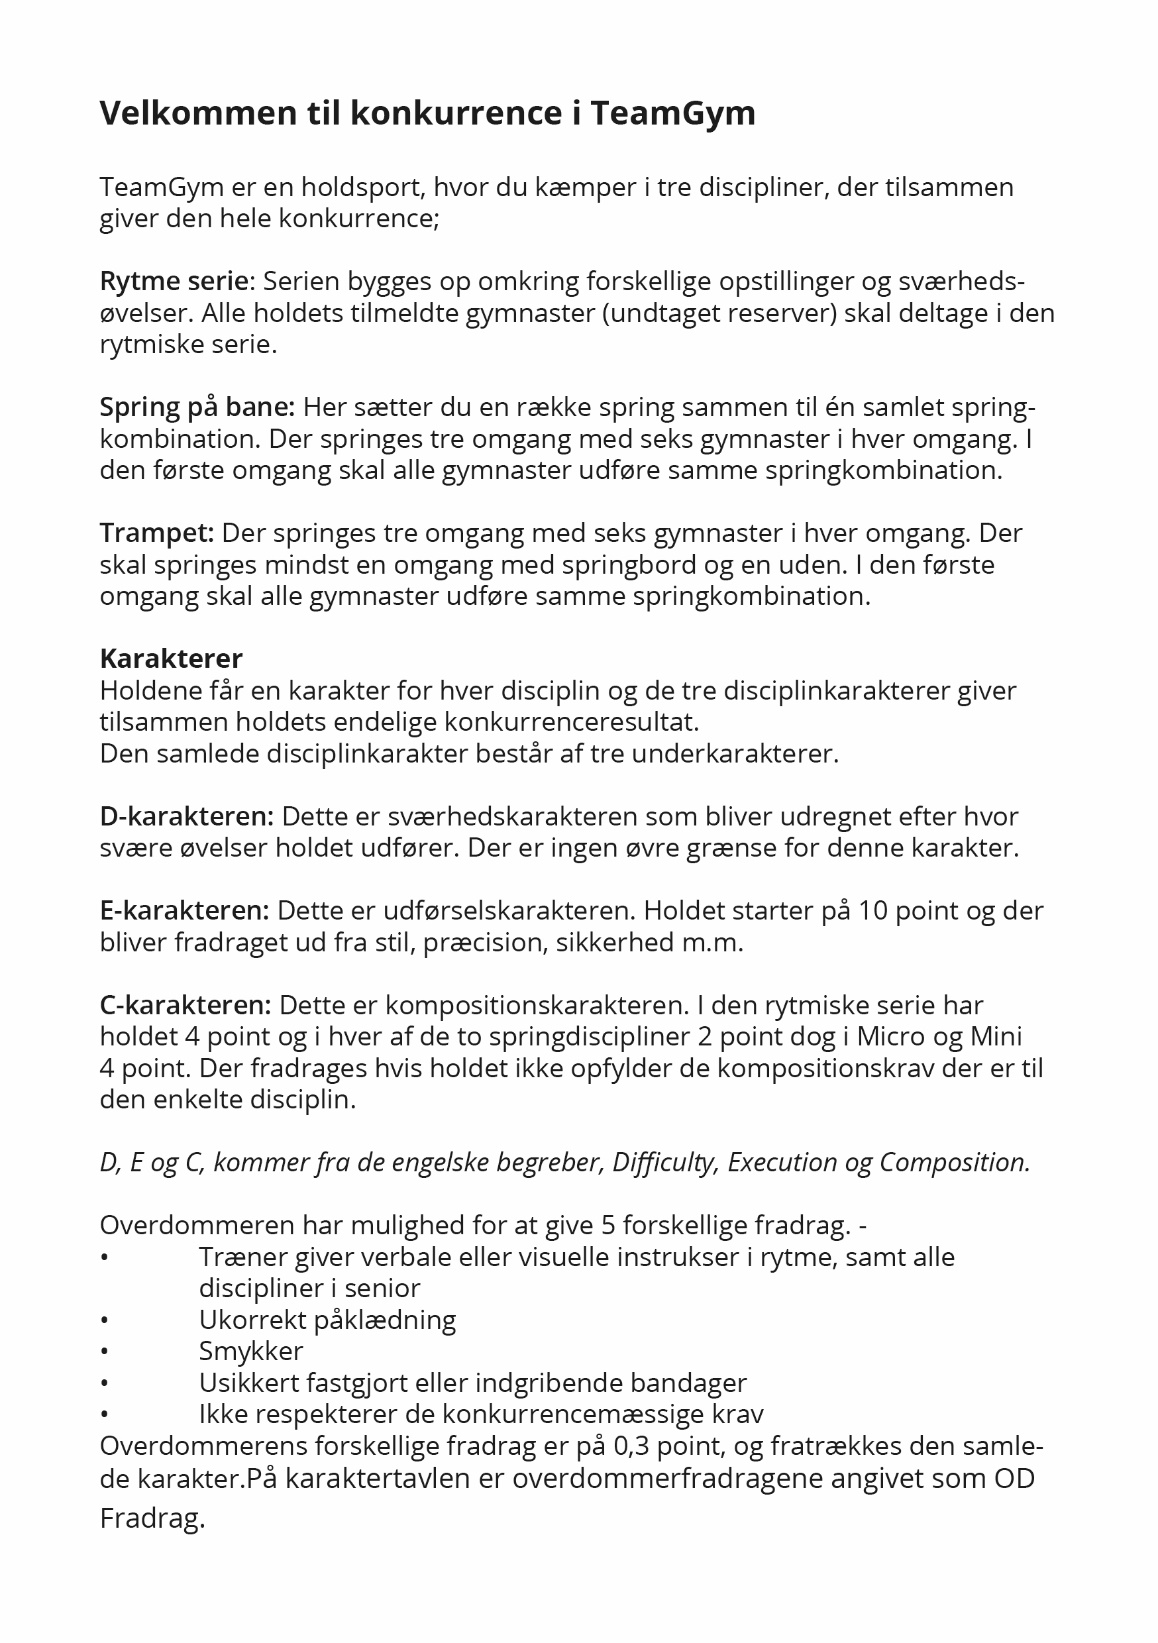 Velkommen til konkurrence i TeamGym
TeamGym er en holdsport, hvor du kæmper i tre discipliner, der tilsammen
giver den hele konkurrence;
Rytme serie: Serien bygges op omkring forskellige opstillinger og sværheds-
øvelser. Alle holdets tilmeldte gymnaster (undtaget reserver) skal deltage i den
rytmiske serie.
Spring på bane: Her sætter du en række spring sammen til én samlet spring-
kombination. Der springes tre omgang med seks gymnaster i hver omgang. I
den første omgang skal alle gymnaster udføre samme springkombination.
Trampet: Der springes tre omgang med seks gymnaster i hver omgang. Der
skal springes mindst en omgang med springbord og en uden. I den første
omgang skal alle gymnaster udføre samme springkombination.
Karakterer
Holdene får en karakter for hver disciplin og de tre disciplinkarakterer giver
tilsammen holdets endelige konkurrenceresultat.
Den samlede disciplinkarakter består af tre underkarakterer.
D-karakteren: Dette er sværhedskarakteren som bliver udregnet efter hvor
svære øvelser holdet udfører. Der er ingen øvre grænse for denne karakter.
E-karakteren: Dette er udførselskarakteren. Holdet starter på 10 point og der
bliver fradraget ud fra stil, præcision, sikkerhed m.m.
C-karakteren: Dette er kompositionskarakteren. I den rytmiske serie har
holdet 4 point og i hver af de to springdiscipliner 2 point dog i Micro og Mini
4 point. Der fradrages hvis holdet ikke opfylder de kompositionskrav der er til
den enkelte disciplin.
D, E og C, kommer fra de engelske begreber, Difficulty, Execution og Composition.
Overdommeren har mulighed for at give 5 forskellige fradrag. -
• Træner giver verbale eller visuelle instrukser i rytme, samt alle
discipliner i senior
• Ukorrekt påklædning
• Smykker
• Usikkert fastgjort eller indgribende bandager
• Ikke respekterer de konkurrencemæssige krav
Overdommerens forskellige fradrag er på 0,3 point, og fratrækkes den samle-
de karakter.På karaktertavlen er overdommerfradragene angivet som OD
Fradrag.